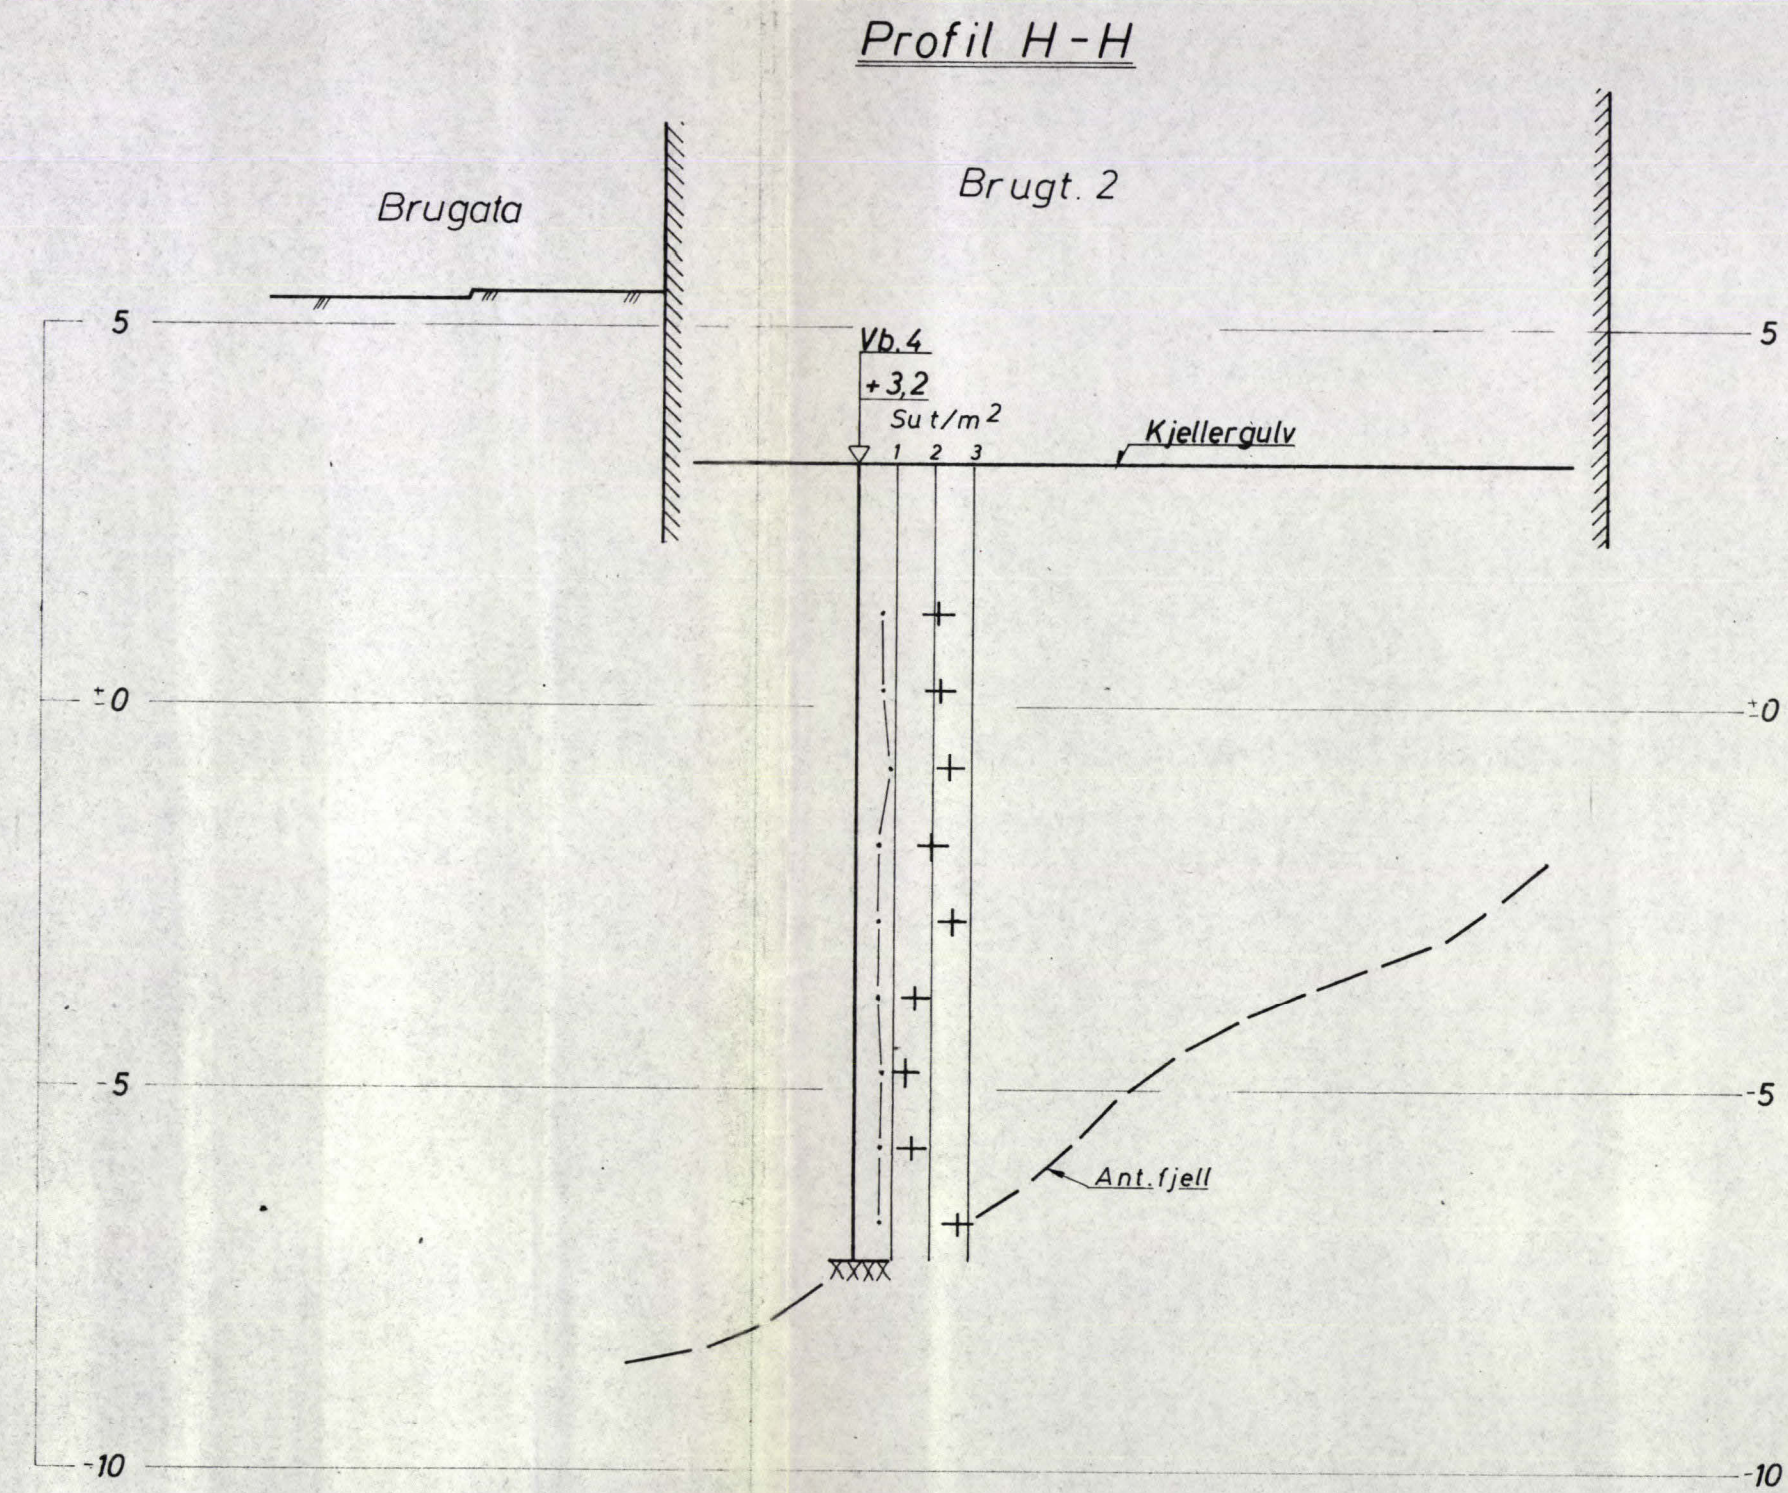 Profil H-H
Brugata
Brugt. 2
5
5
Vb. 4
+3,2
Su t/m²
1 2 3
Kjellergulv
±0
±0
-5
-5
Ant. fjell
-10
-10